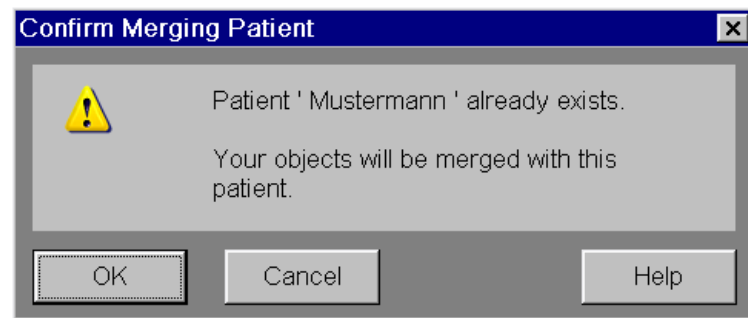 Confirm Merging Patient
Patient ' Mustermann ' already exists.
Your objects will be merged with this
patient.
OK
Cancel
Help